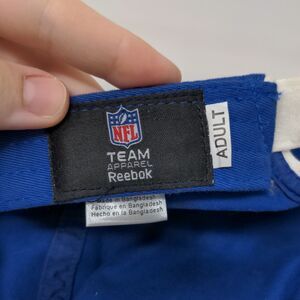 NFL
TEAM
APPAREL
Reebok
ADULT
Made in Bangladesh
Fabriqué en Bangladesh
Hecho en la Bangladesh